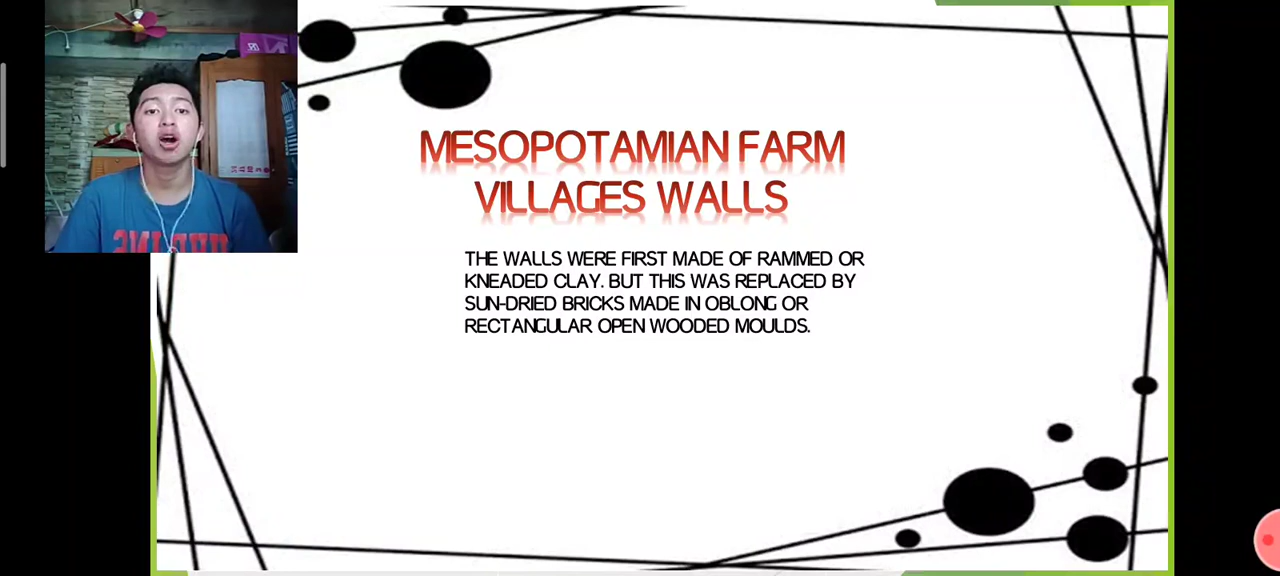 MESOPOTAMIAN FARM
VILLAGES WALLS
THE WALLS WERE FIRST MADE OF RAMMED OR
KNEADED CLAY. BUT THIS WAS REPLACED BY
SUN-DRIED BRICKS MADE IN OBLONG OR
RECTANGULAR OPEN WOODED MOULDS.